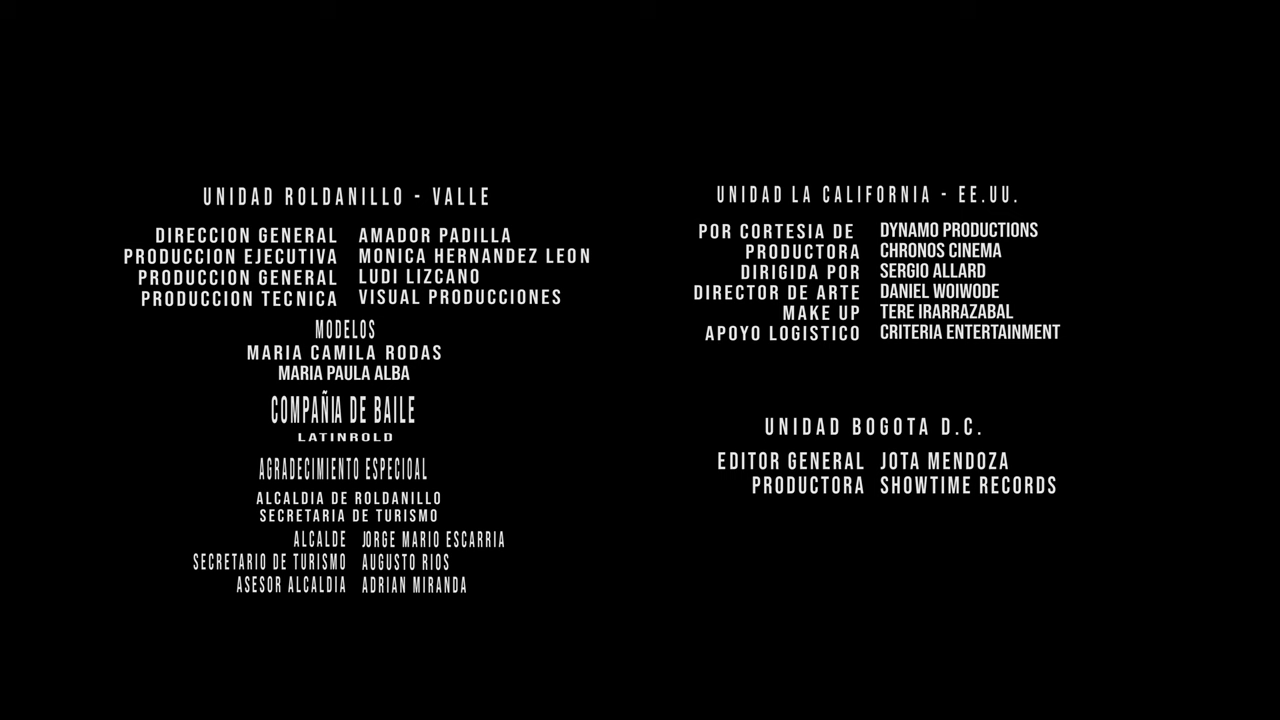 UNIDAD ROLDANILLO - VALLE
DIRECCION GENERAL AMADOR PADILLA
PRODUCCION EJECUTIVA MONICA HERNANDEZ LEON
PRODUCCION GENERAL LUDI LIZCANO
PRODUCCION TECNICA VISUAL PRODUCCIONES
MODELOS
MARIA CAMILA RODAS
MARIA PAULA ALBA
COMPAÑIA DE BAILE
LATINROLD
AGRADECIMIENTO ESPECIOAL
ALCALDIA DE ROLDANILLO
SECRETARIA DE TURISMO
ALCALDE JORGE MARIO ESCARRIA
SECRETARIO DE TURISMO AUGUSTO RIOS
ASESOR ALCALDIA ADRIAN MIRANDA
UNIDAD LA CALIFORNIA - EE.UU.
POR CORTESIA DE DYNAMO PRODUCTIONS
PRODUCTORA CHRONOS CINEMA
DIRIGIDA POR SERGIO ALLARD
DIRECTOR DE ARTE DANIEL WOIWODE
MAKE UP TERE IRARRAZABAL
APOYO LOGISTICO CRITERIA ENTERTAINMENT
UNIDAD BOGOTA D.C.
EDITOR GENERAL JOTA MENDOZA
PRODUCTORA SHOWTIME RECORDS